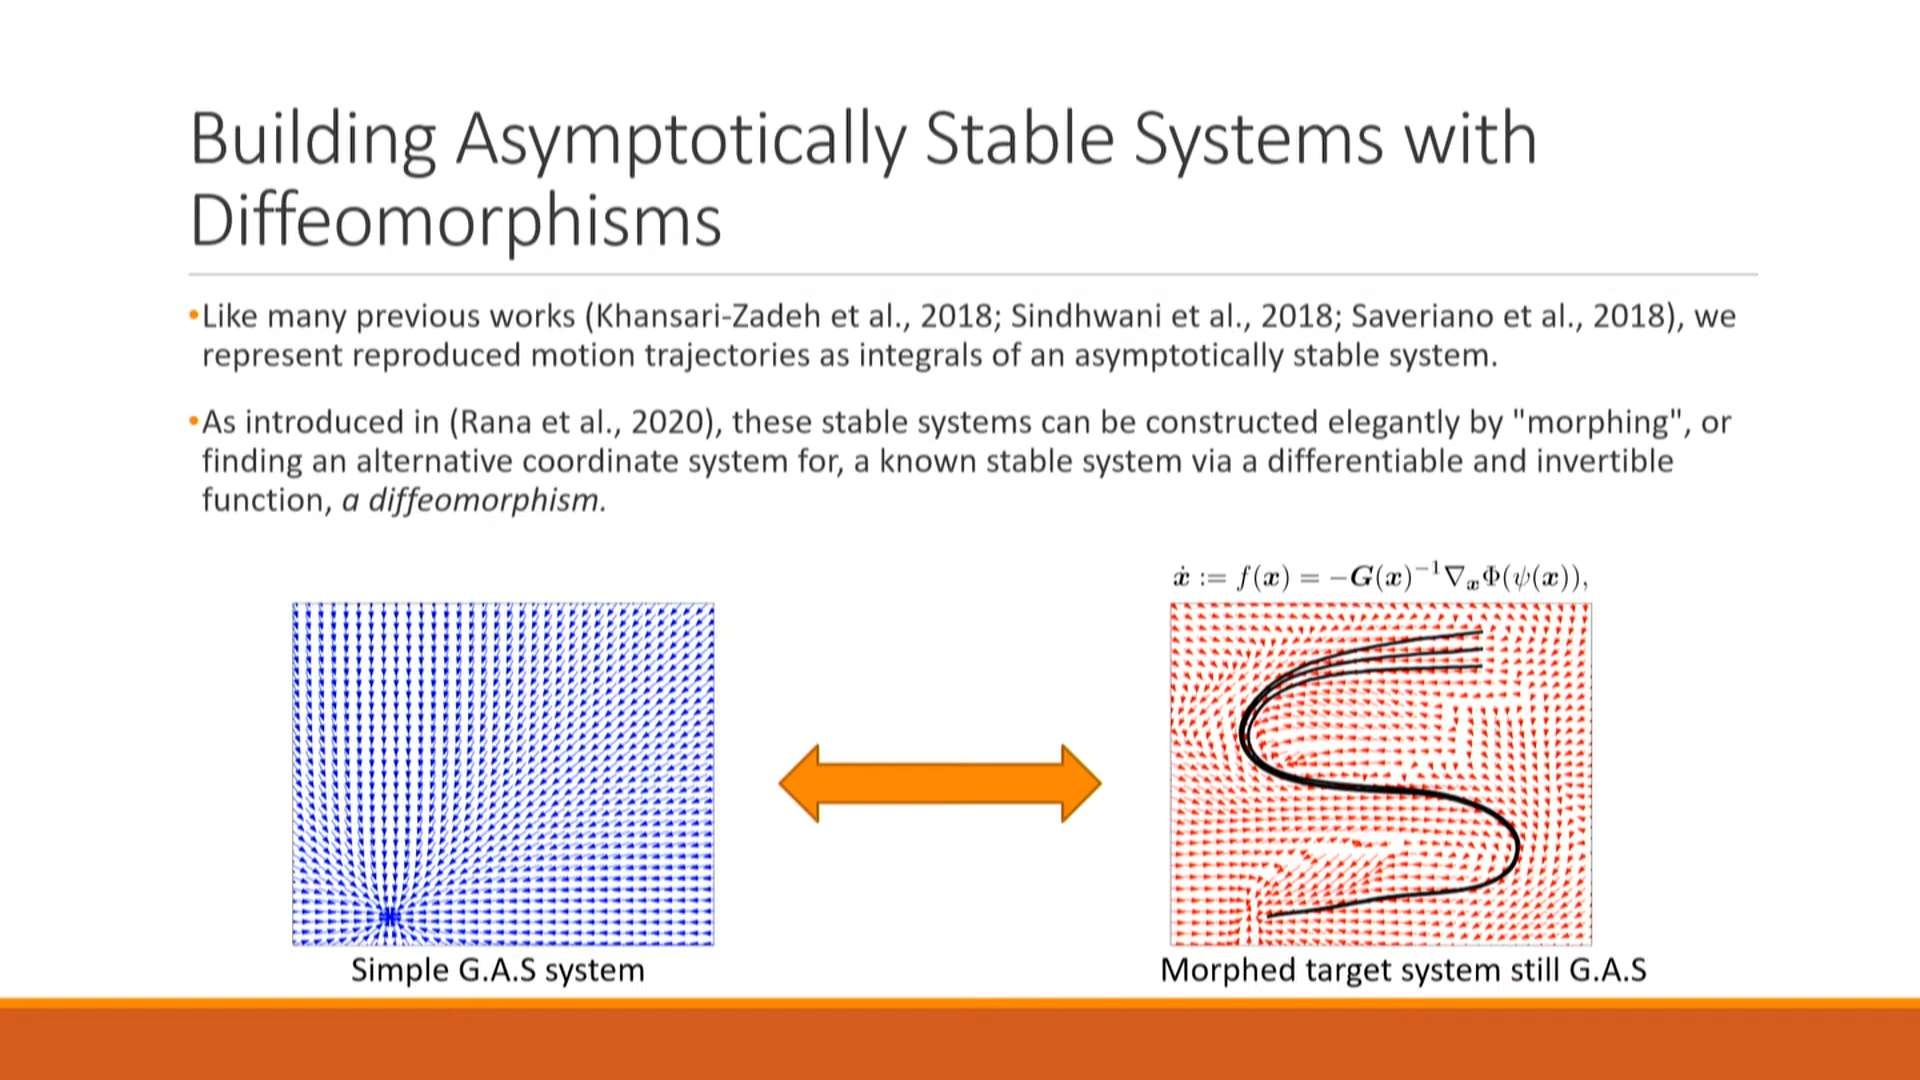 Building Asymptotically Stable Systems with
Diffeomorphisms
•Like many previous works (Khansari-Zadeh et al., 2018; Sindhwani et al., 2018; Saveriano et al., 2018), we
represent reproduced motion trajectories as integrals of an asymptotically stable system.
•As introduced in (Rana et al., 2020), these stable systems can be constructed elegantly by "morphing", or
finding an alternative coordinate system for, a known stable system via a differentiable and invertible
function, a diffeomorphism.
ẋ := f(x) = −G(x)⁻¹∇ₓΦ(ψ(x)),
Simple G.A.S system
Morphed target system still G.A.S